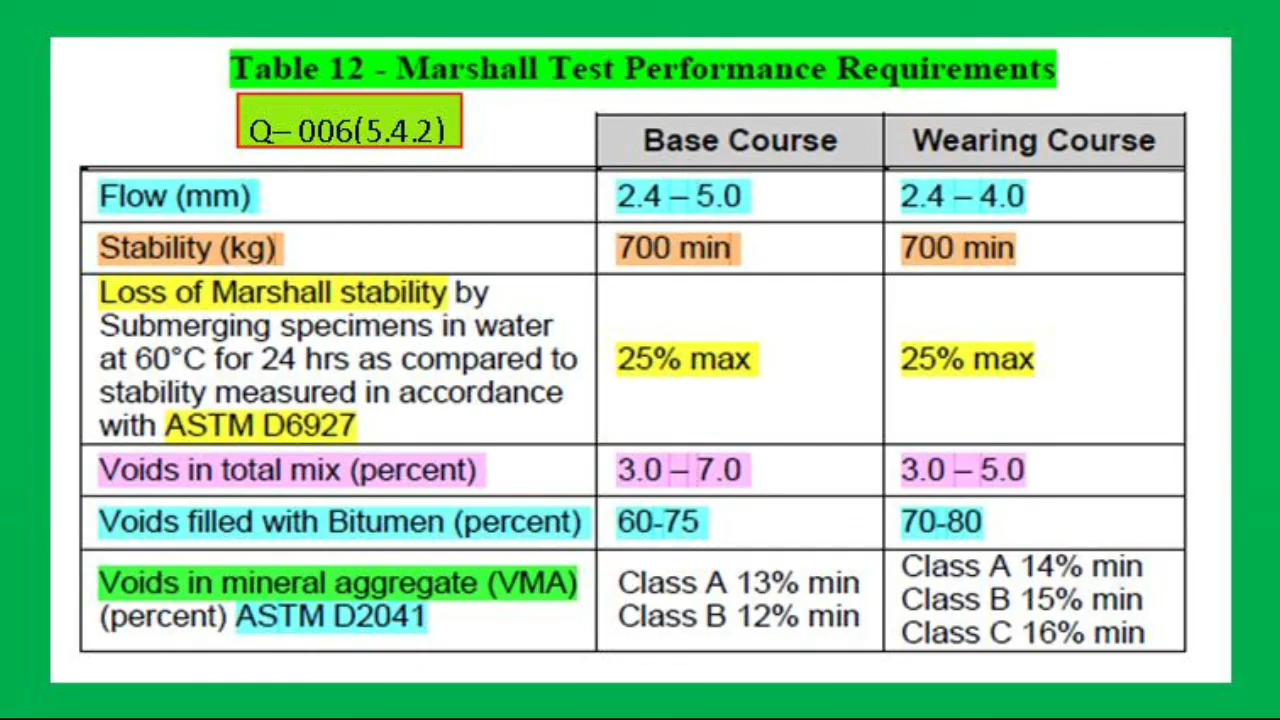 Table 12 - Marshall Test Performance Requirements
Q– 006(5.4.2)
Base Course
Wearing Course
Flow (mm)
2.4 – 5.0
2.4 – 4.0
Stability (kg)
700 min
700 min
Loss of Marshall stability by
Submerging specimens in water
at 60°C for 24 hrs as compared to
stability measured in accordance
with ASTM D6927
25% max
25% max
Voids in total mix (percent)
3.0 – 7.0
3.0 – 5.0
Voids filled with Bitumen (percent)
60-75
70-80
Voids in mineral aggregate (VMA)
(percent) ASTM D2041
Class A 13% min
Class B 12% min
Class A 14% min
Class B 15% min
Class C 16% min